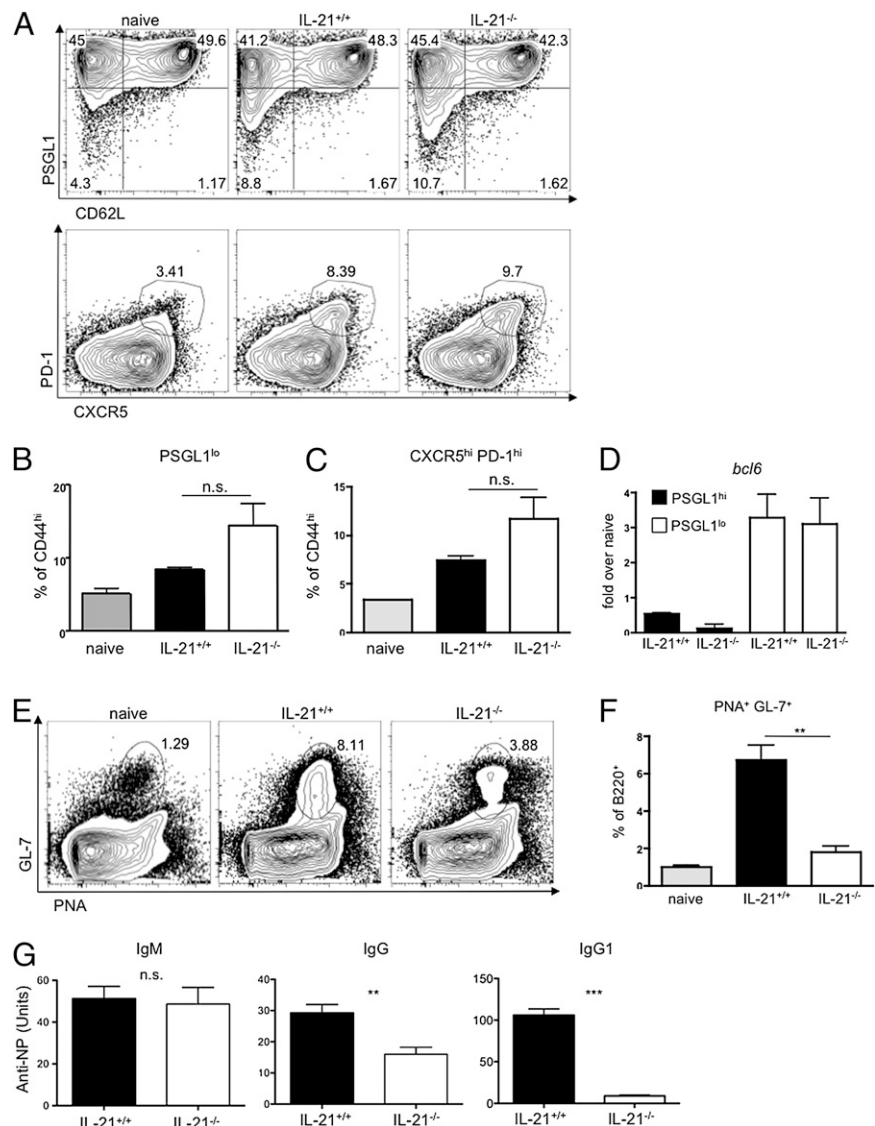 A
naive IL-21+/+ IL-21-/-
45 49.6 41.2 48.3 45.4 42.3
PSGL1
4.3 1.17 8.8 1.67 10.7 1.62
CD62L
3.41 8.39 9.7
PD-1
CXCR5
B
PSGL1lo
n.s.
% of CD44hi
20
10
0
naive IL-21+/+ IL-21-/-
C
CXCR5hi PD-1hi
n.s.
% of CD44hi
15
10
5
0
naive IL-21+/+ IL-21-/-
D
bcl6
PSGL1hi
PSGL1lo
fold over naive
4
3
2
1
0
IL-21+/+ IL-21-/- IL-21+/+ IL-21-/-
E
naive IL-21+/+ IL-21-/-
1.29 8.11 3.88
GL-7
PNA
F
PNA+ GL-7+
**
% of B220+
8
6
4
2
0
naive IL-21+/+ IL-21-/-
G
IgM
n.s.
Anti-NP (Units)
60
40
20
0
IL-21+/+ IL-21-/-
IgG
**
40
30
20
10
0
IL-21+/+ IL-21-/-
IgG1
***
150
100
50
0
IL-21+/+ IL-21-/-